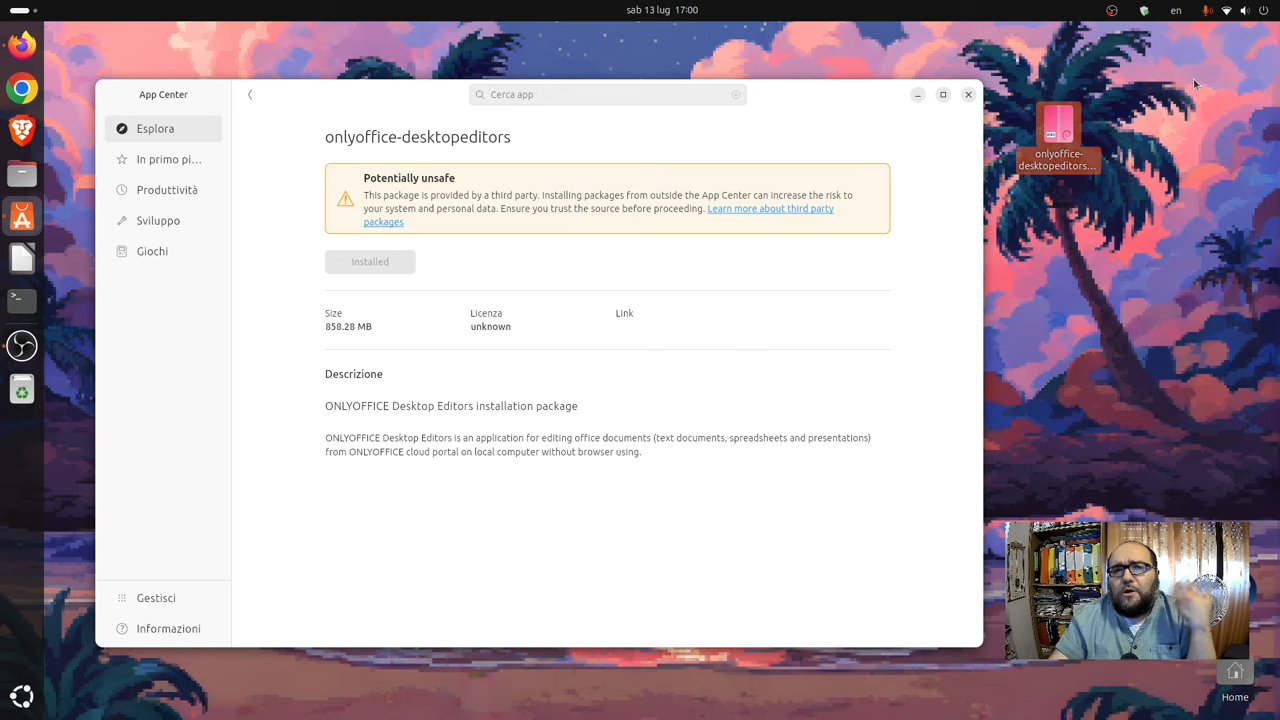 sab 13 lug 17:00
en
App Center
Cerca app
Esplora
In primo pi...
Produttività
Sviluppo
Giochi
Gestisci
Informazioni
onlyoffice-desktopeditors
Potentially unsafe
This package is provided by a third party. Installing packages from outside the App Center can increase the risk to
your system and personal data. Ensure you trust the source before proceeding. Learn more about third party
packages
Installed
Size
858.28 MB
Licenza
unknown
Link
Descrizione
ONLYOFFICE Desktop Editors installation package
ONLYOFFICE Desktop Editors is an application for editing office documents (text documents, spreadsheets and presentations)
from ONLYOFFICE cloud portal on local computer without browser using.
onlyoffice-
desktopeditors...
Home